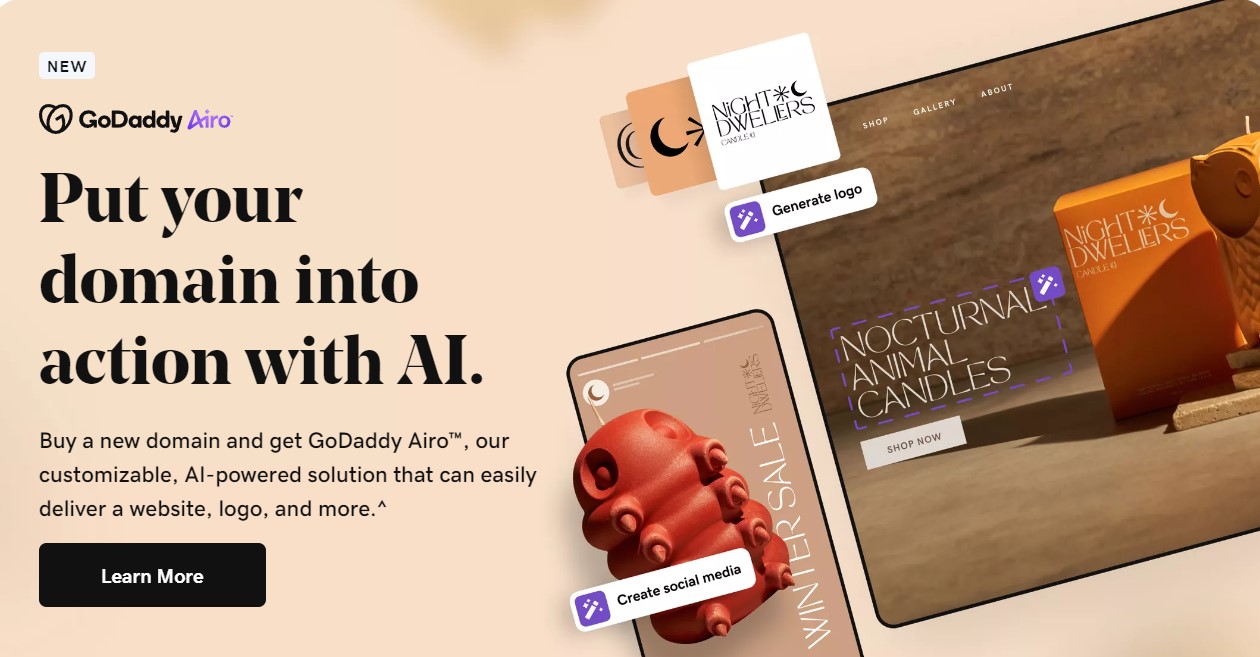 NEW
GoDaddy Airo
Put your
domain into
action with AI.
Buy a new domain and get GoDaddy Airo™, our
customizable, AI-powered solution that can easily
deliver a website, logo, and more.^
Learn More
NiGHT
DWELLERS
CANDLE
Generate logo
SHOP GALLERY ABOUT
NiGHT
DWELLERS
CANDLE
NOCTURNAL
ANIMAL
CANDLES
SHOP NOW
NiGHT
DWELLERS
WINTER SALE
Create social media